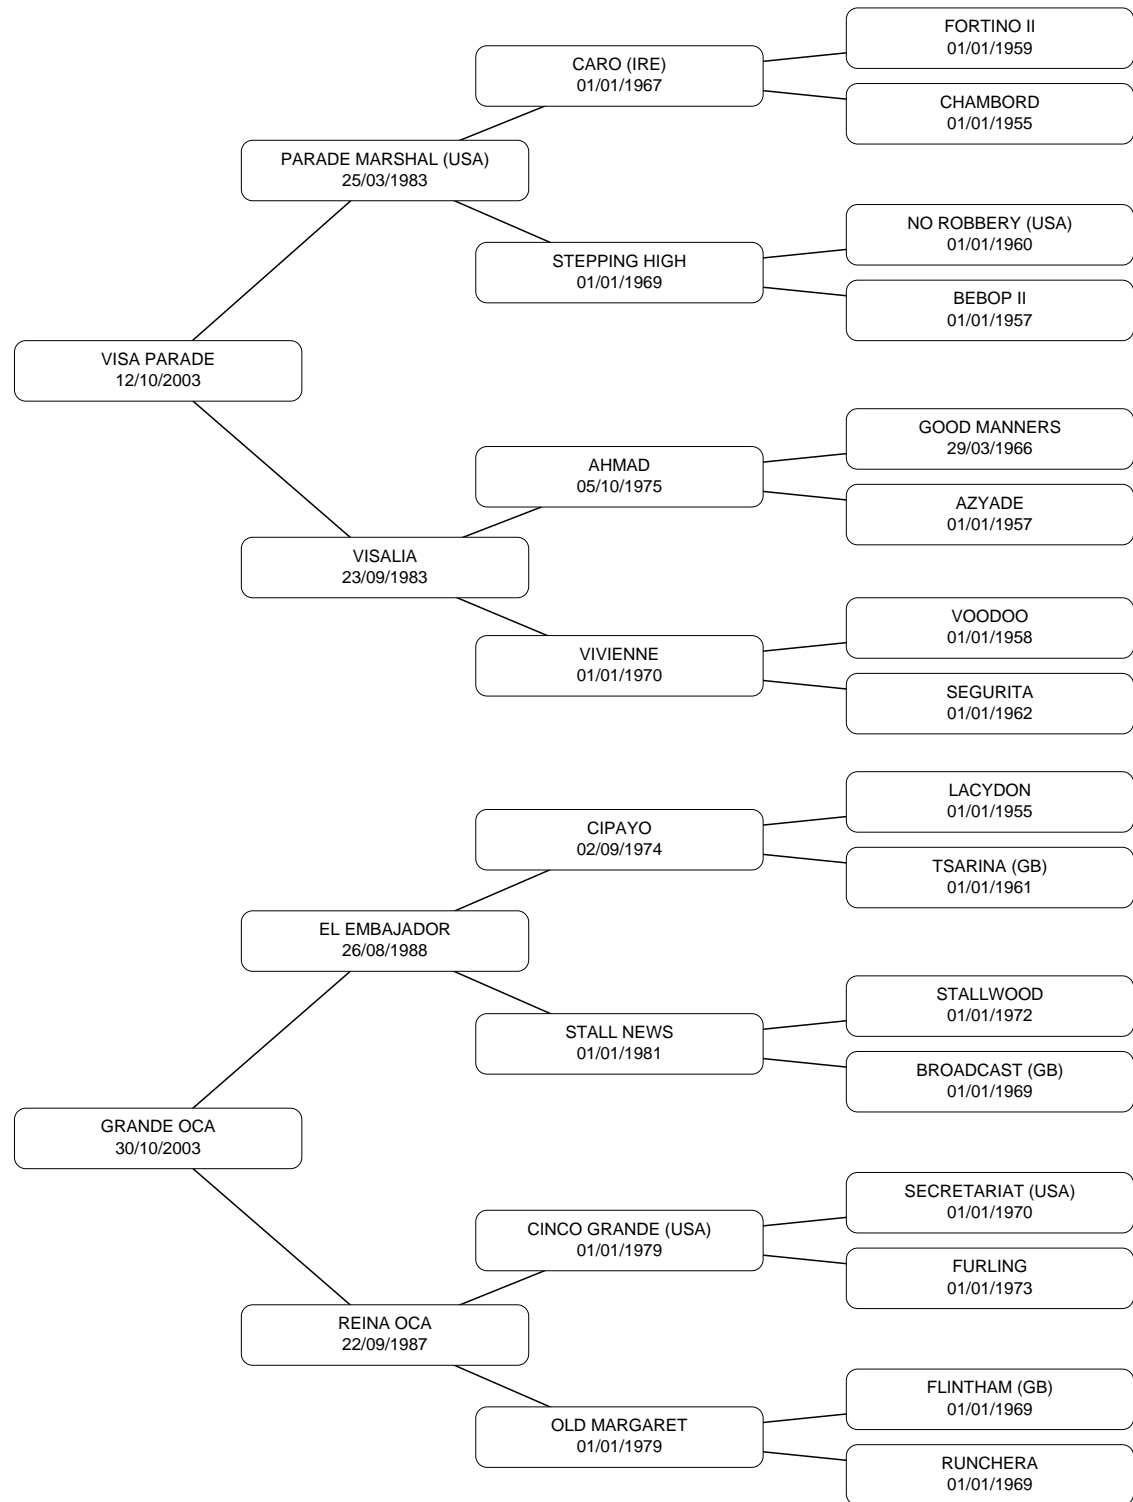 FORTINO II
01/01/1959
CARO (IRE)
01/01/1967
CHAMBORD
01/01/1955
PARADE MARSHAL (USA)
25/03/1983
NO ROBBERY (USA)
01/01/1960
STEPPING HIGH
01/01/1969
BEBOP II
01/01/1957
VISA PARADE
12/10/2003
GOOD MANNERS
29/03/1966
AHMAD
05/10/1975
AZYADE
01/01/1957
VISALIA
23/09/1983
VOODOO
01/01/1958
VIVIENNE
01/01/1970
SEGURITA
01/01/1962
LACYDON
01/01/1955
CIPAYO
02/09/1974
TSARINA (GB)
01/01/1961
EL EMBAJADOR
26/08/1988
STALLWOOD
01/01/1972
STALL NEWS
01/01/1981
BROADCAST (GB)
01/01/1969
GRANDE OCA
30/10/2003
SECRETARIAT (USA)
01/01/1970
CINCO GRANDE (USA)
01/01/1979
FURLING
01/01/1973
REINA OCA
22/09/1987
FLINTHAM (GB)
01/01/1969
OLD MARGARET
01/01/1979
RUNCHERA
01/01/1969